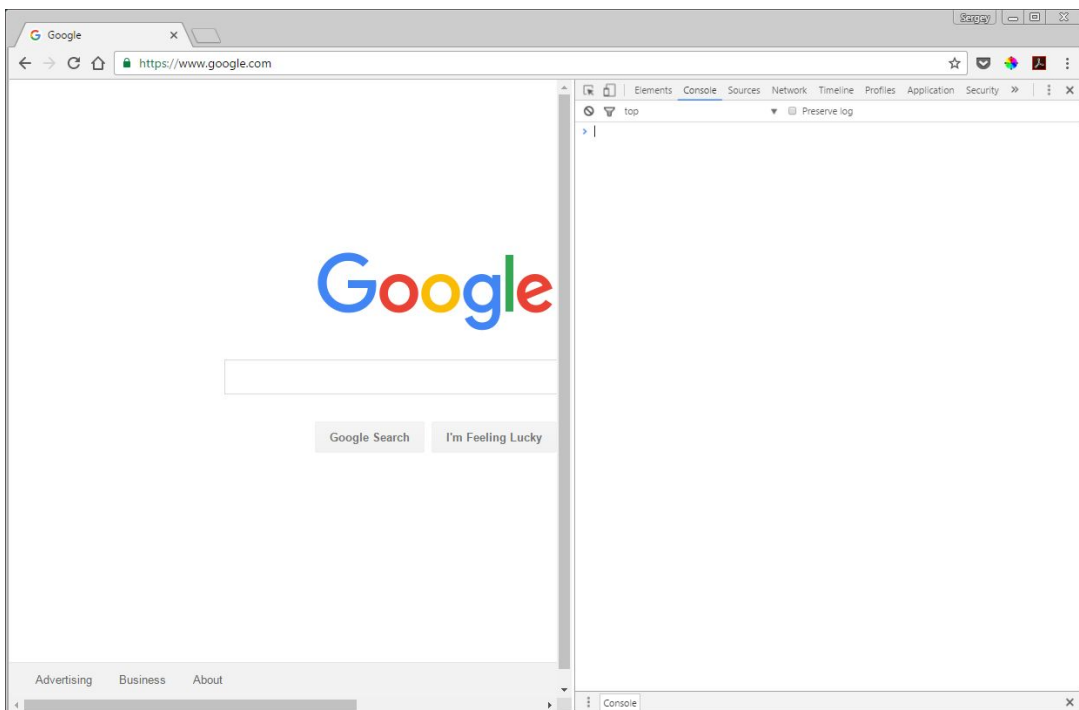 Sergey
Google
https://www.google.com
Elements Console Sources Network Timeline Profiles Application Security »
top Preserve log
Google
Google Search I'm Feeling Lucky
Advertising Business About
Console